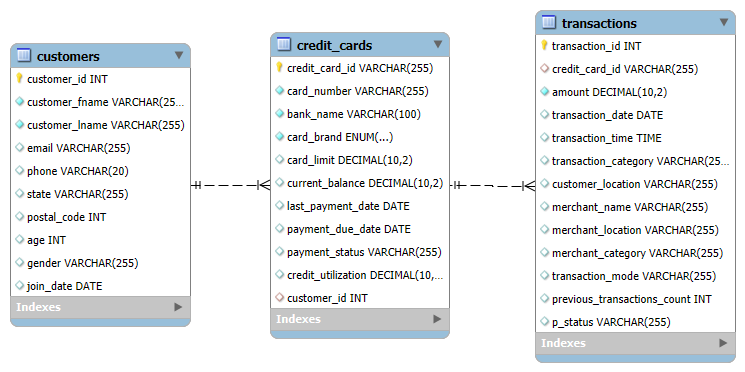 customers
customer_id INT
customer_fname VARCHAR(25...
customer_lname VARCHAR(255)
email VARCHAR(255)
phone VARCHAR(20)
state VARCHAR(255)
postal_code INT
age INT
gender VARCHAR(255)
join_date DATE
Indexes
credit_cards
credit_card_id VARCHAR(255)
card_number VARCHAR(255)
bank_name VARCHAR(100)
card_brand ENUM(...)
card_limit DECIMAL(10,2)
current_balance DECIMAL(10,2)
last_payment_date DATE
payment_due_date DATE
payment_status VARCHAR(255)
credit_utilization DECIMAL(10,...
customer_id INT
Indexes
transactions
transaction_id INT
credit_card_id VARCHAR(255)
amount DECIMAL(10,2)
transaction_date DATE
transaction_time TIME
transaction_category VARCHAR(25...
customer_location VARCHAR(255)
merchant_name VARCHAR(255)
merchant_location VARCHAR(255)
merchant_category VARCHAR(255)
transaction_mode VARCHAR(255)
previous_transactions_count INT
p_status VARCHAR(255)
Indexes